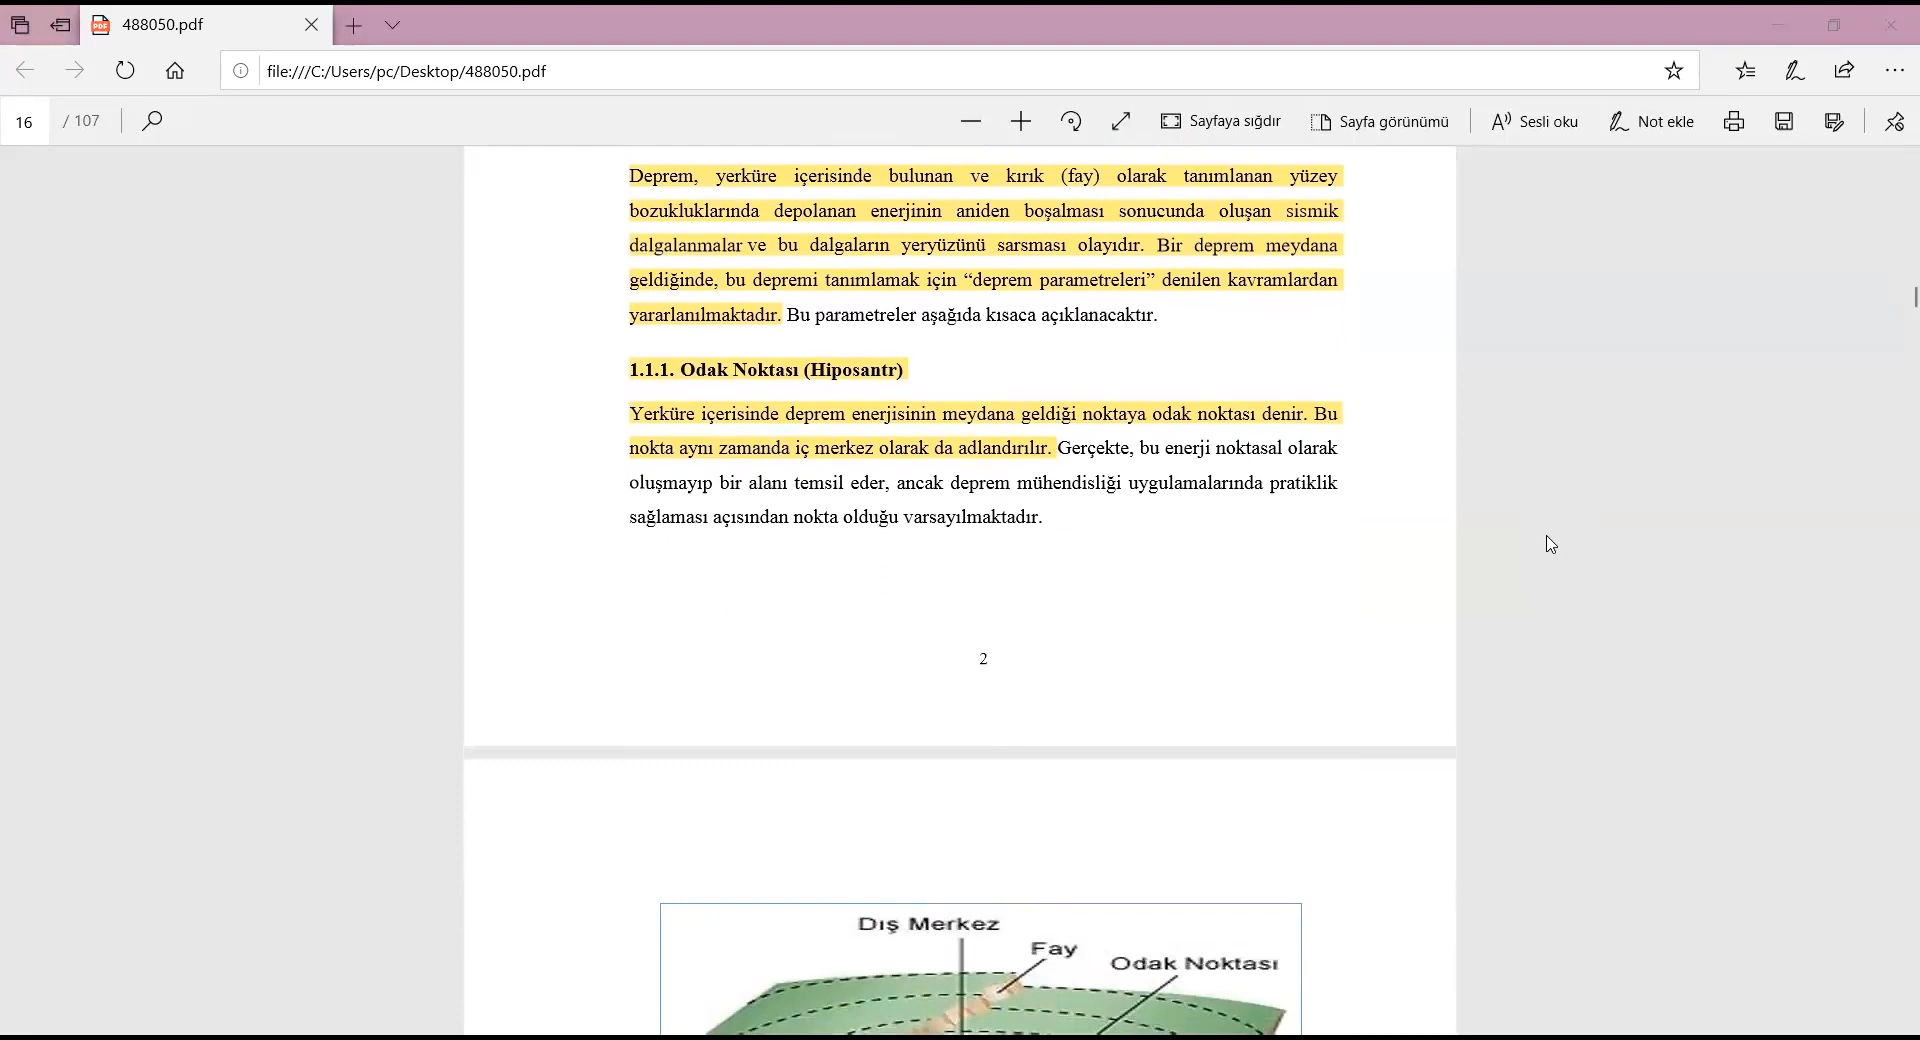 488050.pdf
file:///C:/Users/pc/Desktop/488050.pdf
16 / 107
Sayfaya sığdır
Sayfa görünümü
Sesli oku
Not ekle
Deprem, yerküre içerisinde bulunan ve kırık (fay) olarak tanımlanan yüzey
bozukluklarında depolanan enerjinin aniden boşalması sonucunda oluşan sismik
dalgalanmalar ve bu dalgaların yeryüzünü sarsması olayıdır. Bir deprem meydana
geldiğinde, bu depremi tanımlamak için “deprem parametreleri” denilen kavramlardan
yararlanılmaktadır. Bu parametreler aşağıda kısaca açıklanacaktır.
1.1.1. Odak Noktası (Hiposantr)
Yerküre içerisinde deprem enerjisinin meydana geldiği noktaya odak noktası denir. Bu
nokta aynı zamanda iç merkez olarak da adlandırılır. Gerçekte, bu enerji noktasal olarak
oluşmayıp bir alanı temsil eder, ancak deprem mühendisliği uygulamalarında pratiklik
sağlaması açısından nokta olduğu varsayılmaktadır.
2
Dış Merkez
Fay
Odak Noktası